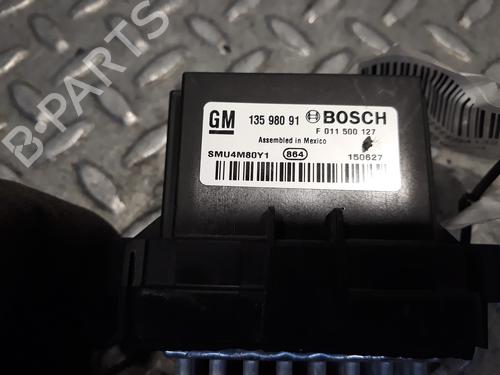 B-PARTS
GM 135 980 91 BOSCH
F 011 500 127
Assembled in Mexico
SMU4M80Y1 864 150627